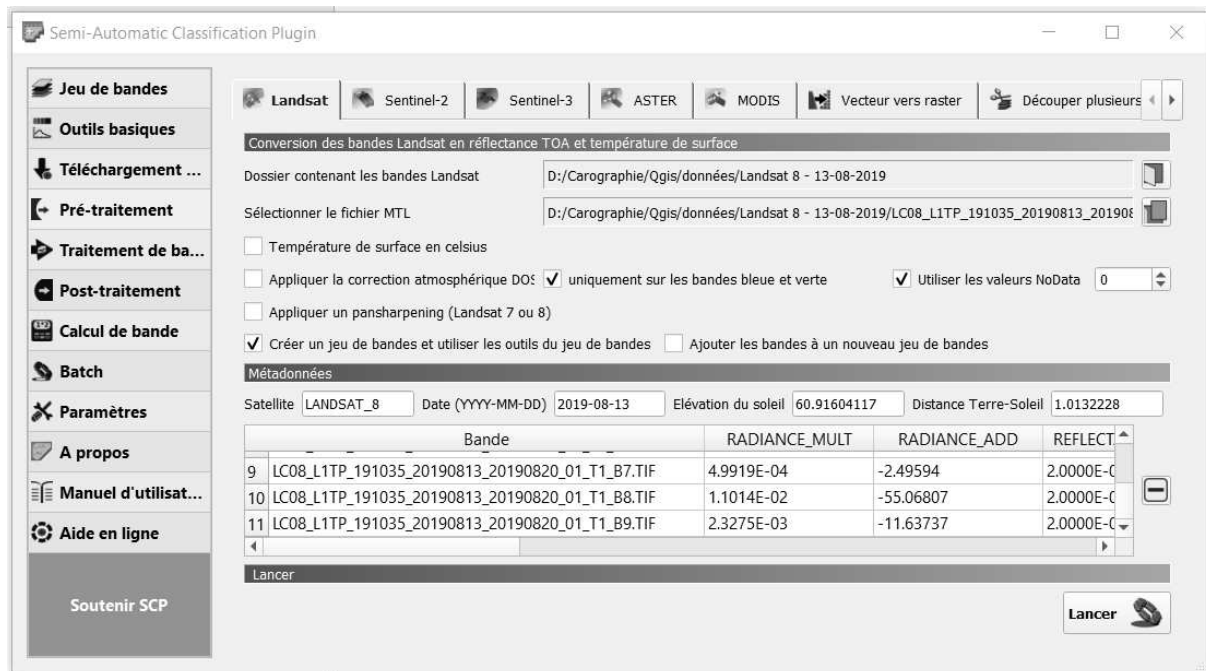 Semi-Automatic Classification Plugin
Jeu de bandes
Outils basiques
Téléchargement ...
Pré-traitement
Traitement de ba...
Post-traitement
Calcul de bande
Batch
Paramètres
A propos
Manuel d'utilisat...
Aide en ligne
Soutenir SCP
Landsat Sentinel-2 Sentinel-3 ASTER MODIS Vecteur vers raster Découper plusieurs
Conversion des bandes Landsat en réflectance TOA et température de surface
Dossier contenant les bandes Landsat D:/Carographie/Qgis/données/Landsat 8 - 13-08-2019
Sélectionner le fichier MTL D:/Carographie/Qgis/données/Landsat 8 - 13-08-2019/LC08_L1TP_191035_20190813_201908
Température de surface en celsius
Appliquer la correction atmosphérique DOS uniquement sur les bandes bleue et verte Utiliser les valeurs NoData 0
Appliquer un pansharpening (Landsat 7 ou 8)
Créer un jeu de bandes et utiliser les outils du jeu de bandes Ajouter les bandes à un nouveau jeu de bandes
Métadonnées
Satellite LANDSAT_8 Date (YYYY-MM-DD) 2019-08-13 Elévation du soleil 60.91604117 Distance Terre-Soleil 1.0132228
Bande RADIANCE_MULT RADIANCE_ADD REFLECT
9 LC08_L1TP_191035_20190813_20190820_01_T1_B7.TIF 4.9919E-04 -2.49594 2.0000E-0
10 LC08_L1TP_191035_20190813_20190820_01_T1_B8.TIF 1.1014E-02 -55.06807 2.0000E-0
11 LC08_L1TP_191035_20190813_20190820_01_T1_B9.TIF 2.3275E-03 -11.63737 2.0000E-0
Lancer
Lancer